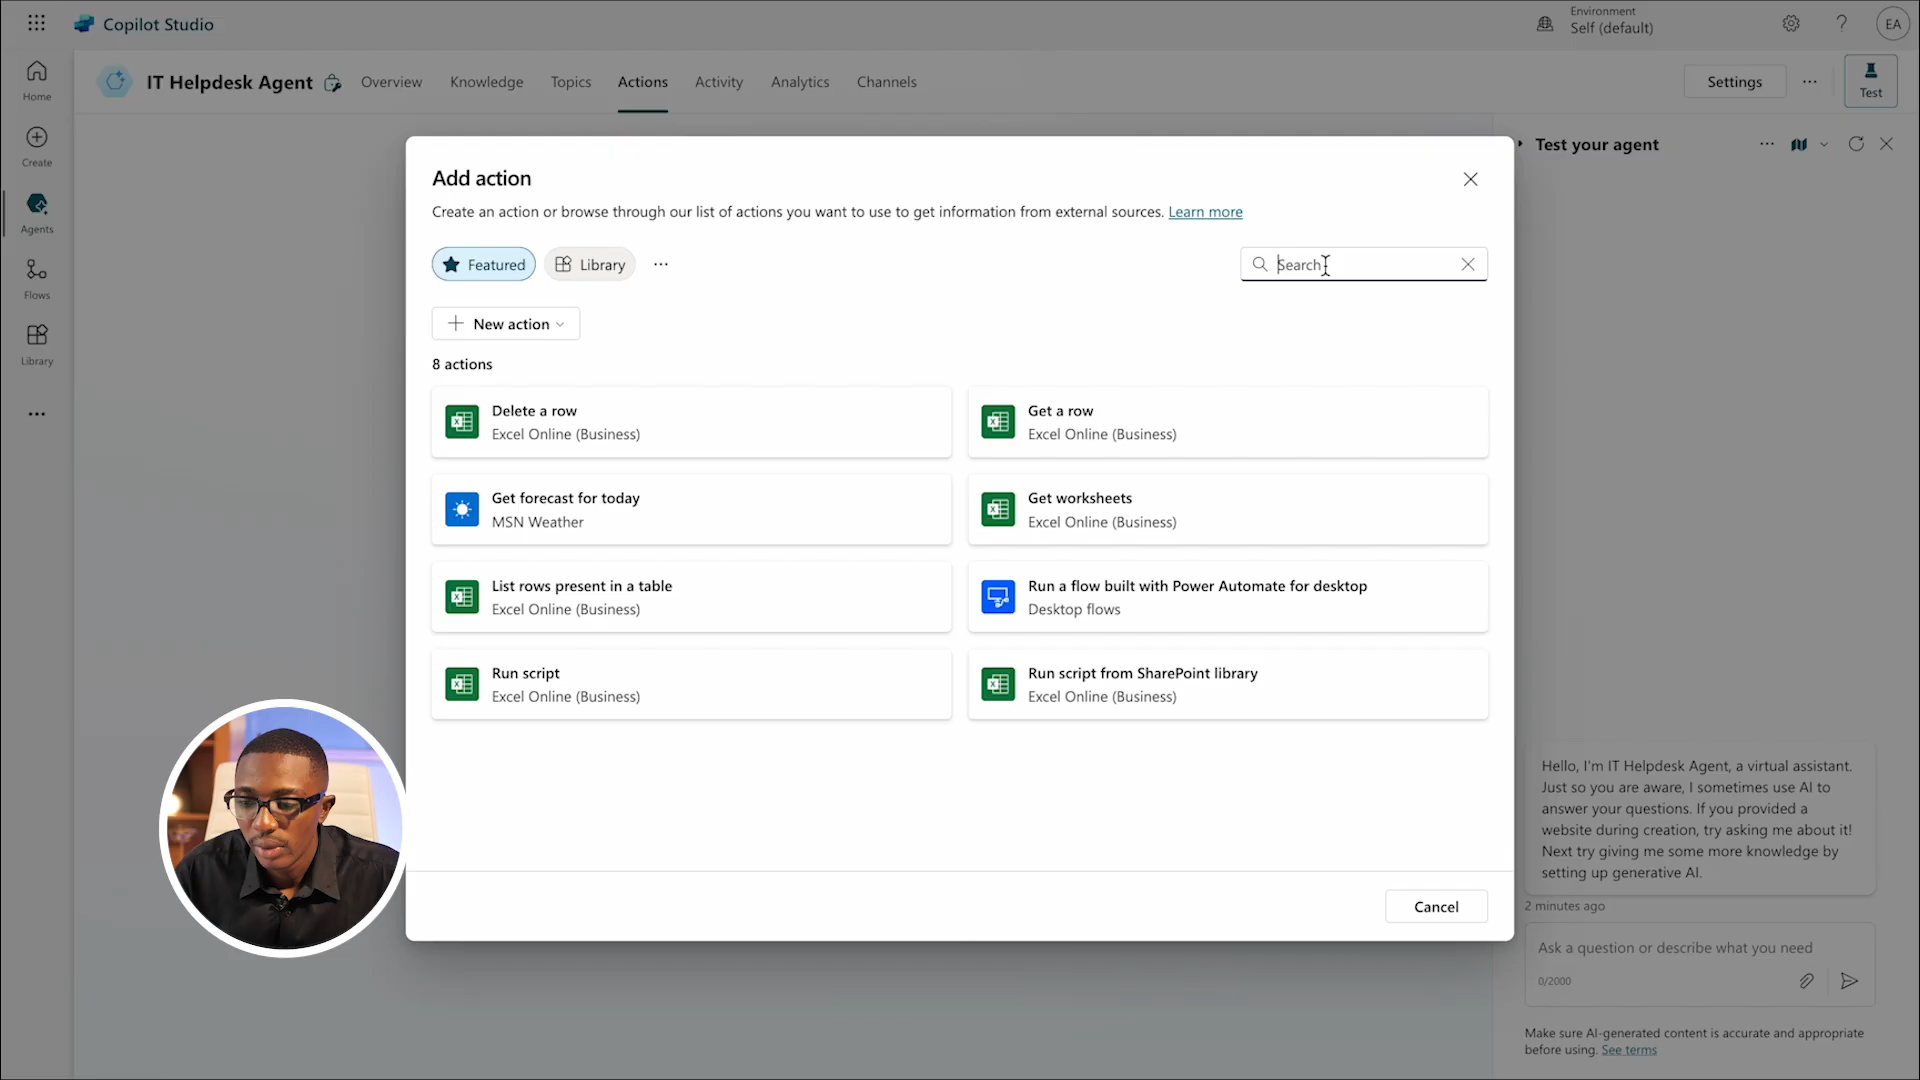 Copilot Studio
Environment
Self (default)
EA
Home
Create
Agents
Flows
Library
IT Helpdesk Agent
Overview
Knowledge
Topics
Actions
Activity
Analytics
Channels
Settings
Test
Test your agent
Add action
Create an action or browse through our list of actions you want to use to get information from external sources. Learn more
Featured
Library
Search
New action
8 actions
Delete a row
Excel Online (Business)
Get a row
Excel Online (Business)
Get forecast for today
MSN Weather
Get worksheets
Excel Online (Business)
List rows present in a table
Excel Online (Business)
Run a flow built with Power Automate for desktop
Desktop flows
Run script
Excel Online (Business)
Run script from SharePoint library
Excel Online (Business)
Cancel
Hello, I'm IT Helpdesk Agent, a virtual assistant.
Just so you are aware, I sometimes use AI to
answer your questions. If you provided a
website during creation, try asking me about it!
Next try giving me some more knowledge by
setting up generative AI.
2 minutes ago
Ask a question or describe what you need
0/2000
Make sure AI-generated content is accurate and appropriate
before using. See terms